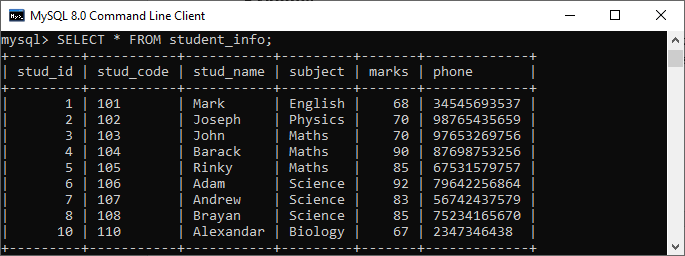 MySQL 8.0 Command Line Client
mysql> SELECT * FROM student_info;
+---------+-----------+-----------+---------+-------+-------------+
| stud_id | stud_code | stud_name | subject | marks | phone       |
+---------+-----------+-----------+---------+-------+-------------+
|       1 | 101       | Mark      | English |    68 | 34545693537 |
|       2 | 102       | Joseph    | Physics |    70 | 98765435659 |
|       3 | 103       | John      | Maths   |    70 | 97653269756 |
|       4 | 104       | Barack    | Maths   |    90 | 87698753256 |
|       5 | 105       | Rinky     | Maths   |    85 | 67531579757 |
|       6 | 106       | Adam      | Science |    92 | 79642256864 |
|       7 | 107       | Andrew    | Science |    83 | 56742437579 |
|       8 | 108       | Brayan    | Science |    85 | 75234165670 |
|      10 | 110       | Alexandar | Biology |    67 | 2347346438  |
+---------+-----------+-----------+---------+-------+-------------+